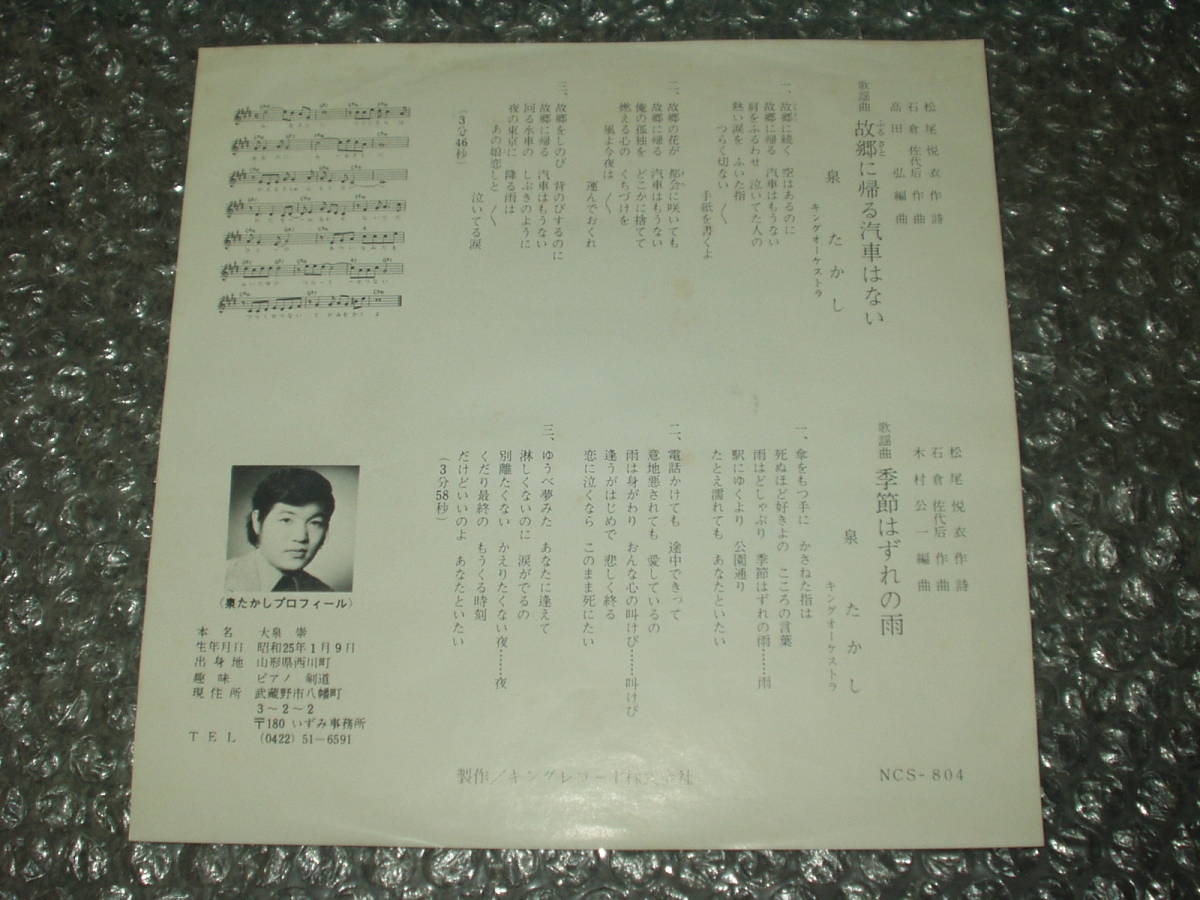 松尾悦衣作詩
石倉佐代后作曲
高田弘編曲
歌謡曲 故郷に帰る汽車はない
ふるさと
泉たかし
キングオーケストラ
一、故郷に続く 空はあるのに
故郷に帰る 汽車はもうない
肩をふるわせ 泣いてた人の
熱い涙を ふいた指
つらく切ない 〱
手紙を書くよ
二、故郷の花が 都会に咲いても
故郷に帰る 汽車はもうない
俺の孤独を どこかに捨てて
燃える心の くちづけを
風よ今夜は 〱
運んでおくれ
三、故郷をしのび 背のびするのに
故郷に帰る 汽車はもうない
回る水車の しぶきのように
夜の東京に 降る雨は
あの娘恋しと 〱
泣いてる涙
(3分46秒)
松尾悦衣作詩
石倉佐代后作曲
木村公一編曲
歌謡曲 季節はずれの雨
泉たかし
キングオーケストラ
一、傘をもつ手に かさねた指は
死ぬほど好きよの こころの言葉
雨はどしゃぶり 季節はずれの雨……雨
駅にゆくより 公園通り
たとえ濡れても あなたといたい
二、電話かけても 途中できって
意地悪されても 愛しているの
雨は身がわり おんな心の叫けび……叫けび
逢うがはじめで 悲しく終る
恋に泣くなら このまま死にたい
三、ゆうべ夢みた あなたに逢えて
淋しくないのに 涙がでるの
別離たくない かえりたくない夜……夜
くだり最終の もうくる時刻
だけどいいのよ あなたといたい
(3分58秒)
(泉たかしプロフィール)
本名 大泉 崇
生年月日 昭和25年1月9日
出身地 山形県西川町
趣味 ピアノ 剣道
現住所 武蔵野市八幡町
3〜2〜2
〒180 いずみ事務所
TEL (0422) 51-6591
製作/キングレコード株式会社
NCS-804